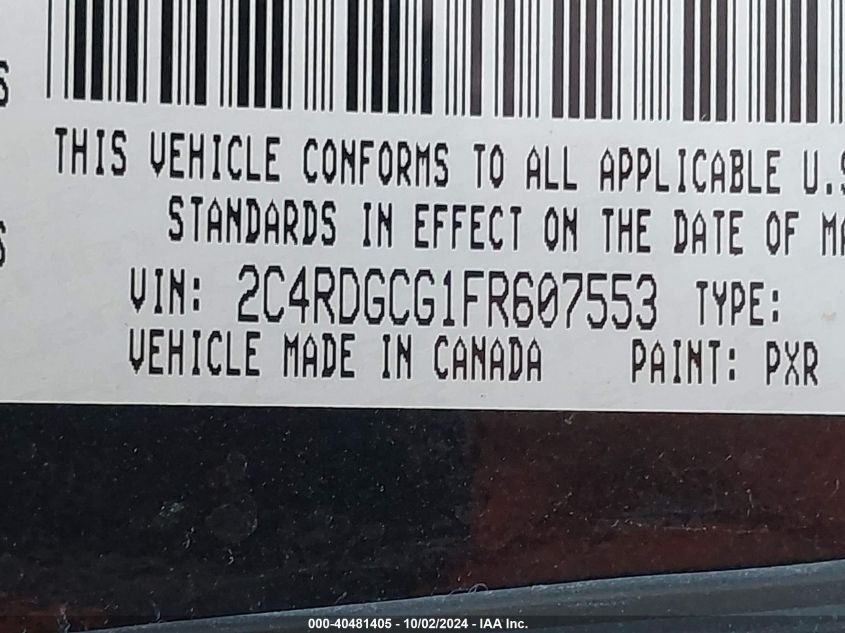 THIS VEHICLE CONFORMS TO ALL APPLICABLE U.S
STANDARDS IN EFFECT ON THE DATE OF MA
VIN: 2C4RDGCG1FR607553 TYPE:
VEHICLE MADE IN CANADA PAINT: PXR
000-40481405 - 10/02/2024 - IAA Inc.